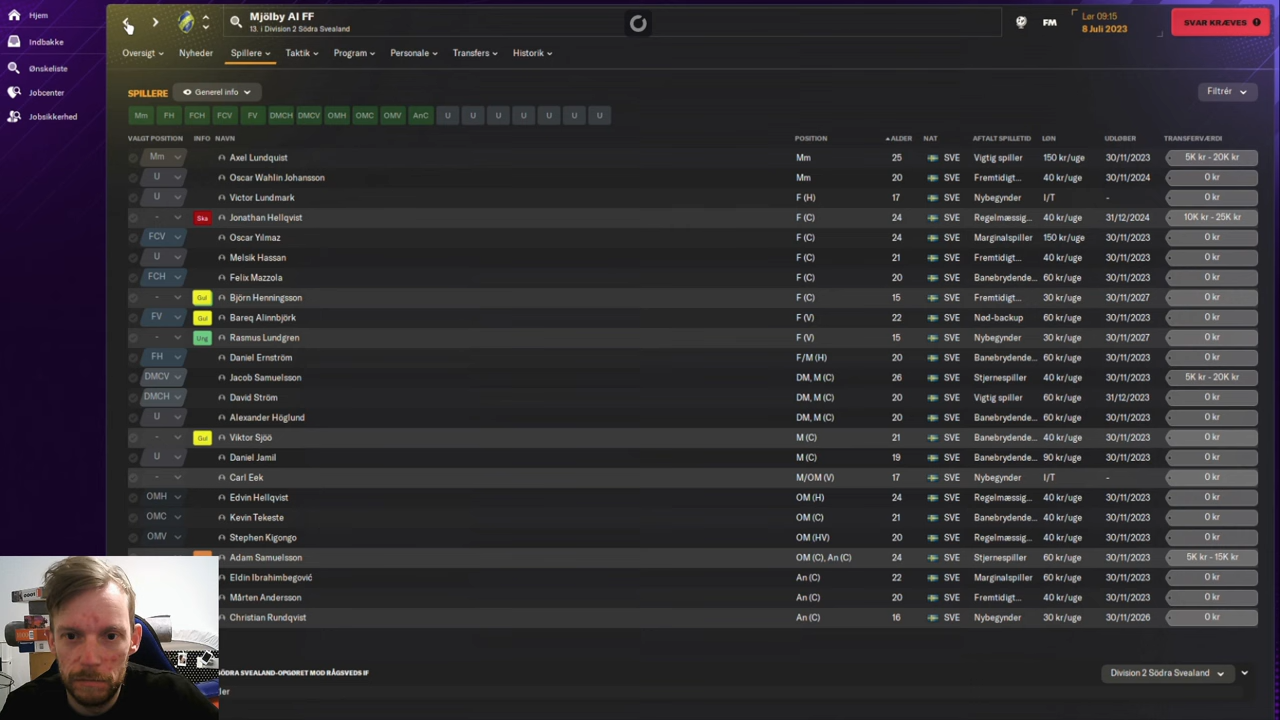 Hjem
Indbakke
Ønskeliste
Jobcenter
Jobsikkerhed
Mjölby AI FF
13. i Division 2 Södra Svealand
FM
Lør 09:15
8 Juli 2023
SVAR KRÆVES
Oversigt Nyheder Spillere Taktik Program Personale Transfers Historik
SPILLERE Generel info Filtrér
Mm FH FCH FCV FV DMCH DMCV OMH OMC OMV AnC U U U U U U U
VALGT POSITION INFO NAVN POSITION ALDER NAT AFTALT SPILLETID LØN UDLØBER TRANSFERVÆRDI
Mm Axel Lundquist Mm 25 SVE Vigtig spiller 150 kr/uge 30/11/2023 5K kr - 20K kr
U Oscar Wahlin Johansson Mm 20 SVE Fremtidigt... 40 kr/uge 30/11/2024 0 kr
U Victor Lundmark F (H) 17 SVE Nybegynder I/T - 0 kr
- Ska Jonathan Hellqvist F (C) 24 SVE Regelmæssig... 40 kr/uge 31/12/2024 10K kr - 25K kr
FCV Oscar Yilmaz F (C) 24 SVE Marginalspiller 150 kr/uge 30/11/2023 0 kr
U Melsik Hassan F (C) 21 SVE Fremtidigt... 40 kr/uge 30/11/2023 0 kr
FCH Felix Mazzola F (C) 20 SVE Banebrydende... 60 kr/uge 30/11/2023 0 kr
- Gul Björn Henningsson F (C) 15 SVE Fremtidigt... 30 kr/uge 30/11/2027 0 kr
FV Gul Bareq Alinnbjörk F (V) 22 SVE Nød-backup 60 kr/uge 30/11/2023 0 kr
- Ung Rasmus Lundgren F (V) 15 SVE Nybegynder 30 kr/uge 30/11/2027 0 kr
FH Daniel Ernström F/M (H) 20 SVE Banebrydende... 60 kr/uge 30/11/2023 0 kr
DMCV Jacob Samuelsson DM, M (C) 26 SVE Stjernespiller 40 kr/uge 30/11/2023 5K kr - 20K kr
DMCH David Ström DM, M (C) 20 SVE Vigtig spiller 60 kr/uge 31/12/2023 0 kr
U Alexander Höglund DM, M (C) 20 SVE Banebrydende... 60 kr/uge 30/11/2023 0 kr
- Gul Viktor Sjöö M (C) 21 SVE Banebrydende... 40 kr/uge 30/11/2023 0 kr
U Daniel Jamil M (C) 19 SVE Banebrydende... 90 kr/uge 30/11/2023 0 kr
- Carl Eek M/OM (V) 17 SVE Nybegynder I/T - 0 kr
OMH Edvin Hellqvist OM (H) 24 SVE Regelmæssig... 40 kr/uge 30/11/2023 0 kr
OMC Kevin Tekeste OM (C) 21 SVE Banebrydende... 40 kr/uge 30/11/2023 0 kr
OMV Stephen Kigongo OM (HV) 20 SVE Regelmæssig... 40 kr/uge 30/11/2023 0 kr
Adam Samuelsson OM (C), An (C) 24 SVE Stjernespiller 60 kr/uge 30/11/2023 5K kr - 15K kr
Eldin Ibrahimbegović An (C) 22 SVE Marginalspiller 60 kr/uge 30/11/2023 0 kr
Mårten Andersson An (C) 20 SVE Fremtidigt... 40 kr/uge 30/11/2023 0 kr
Christian Rundqvist An (C) 16 SVE Nybegynder 30 kr/uge 30/11/2026 0 kr
ÖDRA SVEALAND-OPGØRET MOD RÅGSVEDS IF Division 2 Södra Svealand
ler